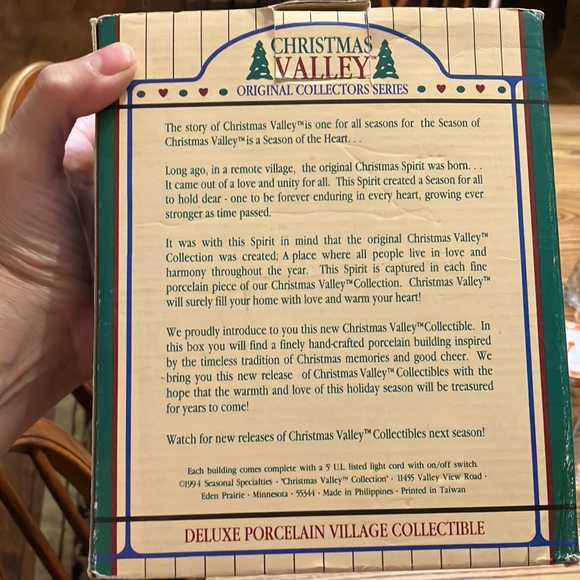 CHRISTMAS
VALLEY™
ORIGINAL COLLECTORS SERIES
The story of Christmas Valley™ is one for all seasons for the Season of
Christmas Valley™ is a Season of the Heart. . .
Long ago, in a remote village, the original Christmas Spirit was born. . .
It came out of a love and unity for all. This Spirit created a Season for all
to hold dear - one to be forever enduring in every heart, growing ever
stronger as time passed.
It was with this Spirit in mind that the original Christmas Valley™
Collection was created; A place where all people live in love and
harmony throughout the year. This Spirit is captured in each fine
porcelain piece of our Christmas Valley™ Collection. Christmas Valley™
will surely fill your home with love and warm your heart!
We proudly introduce to you this new Christmas Valley™ Collectible. In
this box you will find a finely hand-crafted porcelain building inspired
by the timeless tradition of Christmas memories and good cheer. We
bring you this new release of Christmas Valley™ Collectibles with the
hope that the warmth and love of this holiday season will be treasured
for years to come!
Watch for new releases of Christmas Valley™ Collectibles next season!
Each building comes complete with a 5' U.L. listed light cord with on/off switch.
©1994 Seasonal Specialties · "Christmas Valley™ Collection" · 11455 Valley View Road ·
Eden Prairie · Minnesota · 55344 · Made in Philippines · Printed in Taiwan
DELUXE PORCELAIN VILLAGE COLLECTIBLE